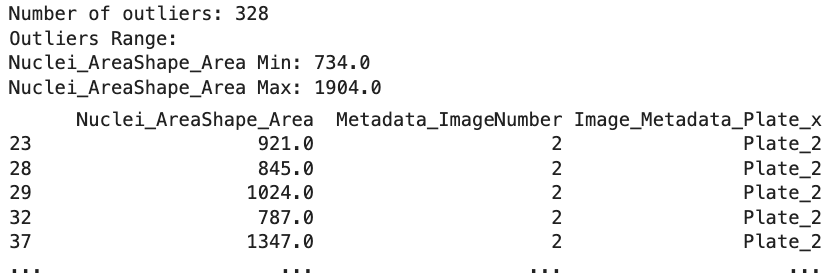 Number of outliers: 328
Outliers Range:
Nuclei_AreaShape_Area Min: 734.0
Nuclei_AreaShape_Area Max: 1904.0
Nuclei_AreaShape_Area Metadata_ImageNumber Image_Metadata_Plate_x
23 921.0 2 Plate_2
28 845.0 2 Plate_2
29 1024.0 2 Plate_2
32 787.0 2 Plate_2
37 1347.0 2 Plate_2
... ... ... ...